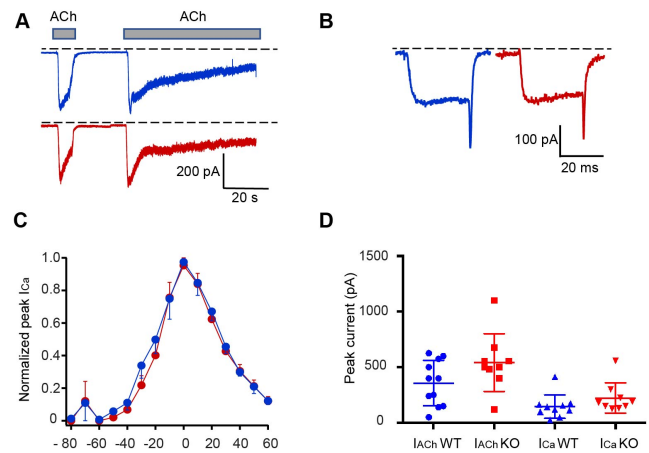 A
ACh
ACh
200 pA
20 s
B
100 pA
20 ms
C
Normalized peak ICa
1.0
0.8
0.6
0.4
0.2
0.0
- 80
-60
-40
-20
0
20
40
60
D
Peak current (pA)
1500
1000
500
0
IACh WT
IACh KO
ICa WT
ICa KO